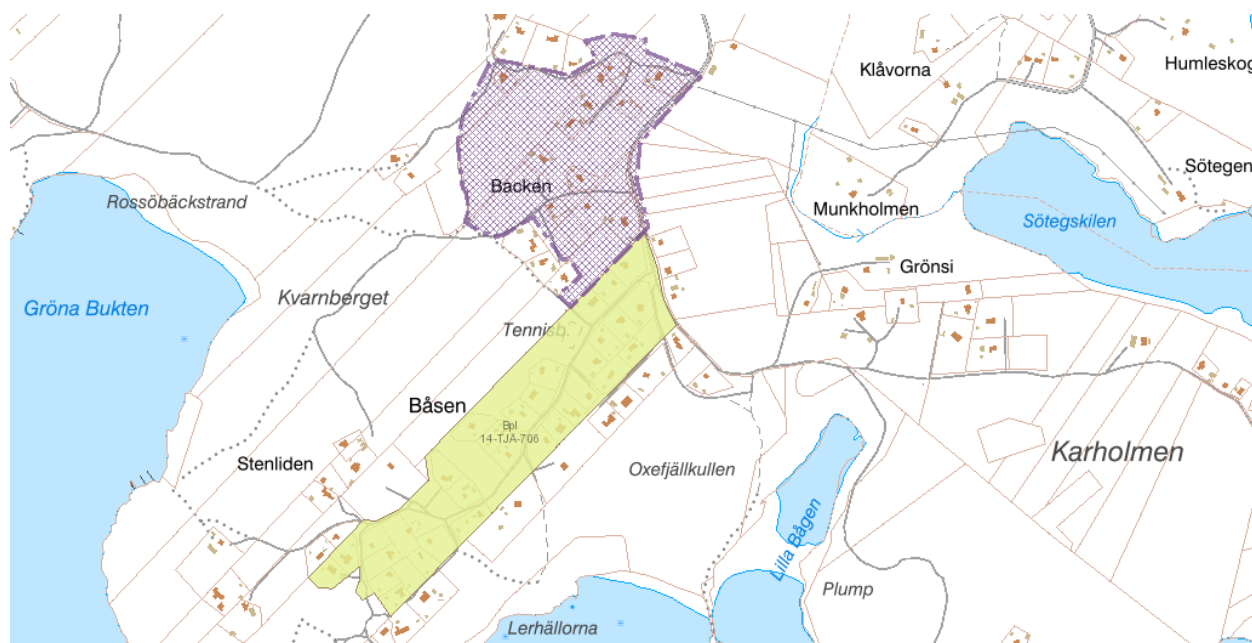 Klåvorna
Humleskog
Sötegen
Backen
Rossöbäckstrand
Munkholmen
Sötegskilen
Grönsi
Kvarnberget
Gröna Bukten
Tennisb.
Båsen
Bpl
14-TJÄ-706
Stenliden
Oxefjällkullen
Karholmen
Lilla Bågen
Plump
Lerhällorna